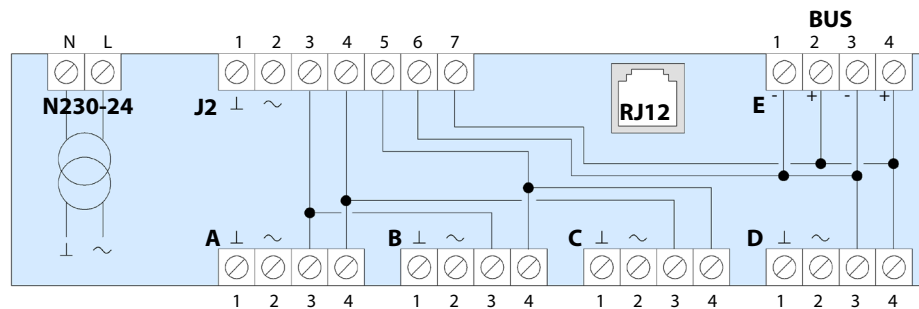 BUS
N L 1 2 3 4 5 6 7 1 2 3 4
N230-24 J2 ⊥ ~ RJ12 E - + - +
A ⊥ ~ B ⊥ ~ C ⊥ ~ D ⊥ ~
⊥ ~
1 2 3 4 1 2 3 4 1 2 3 4 1 2 3 4